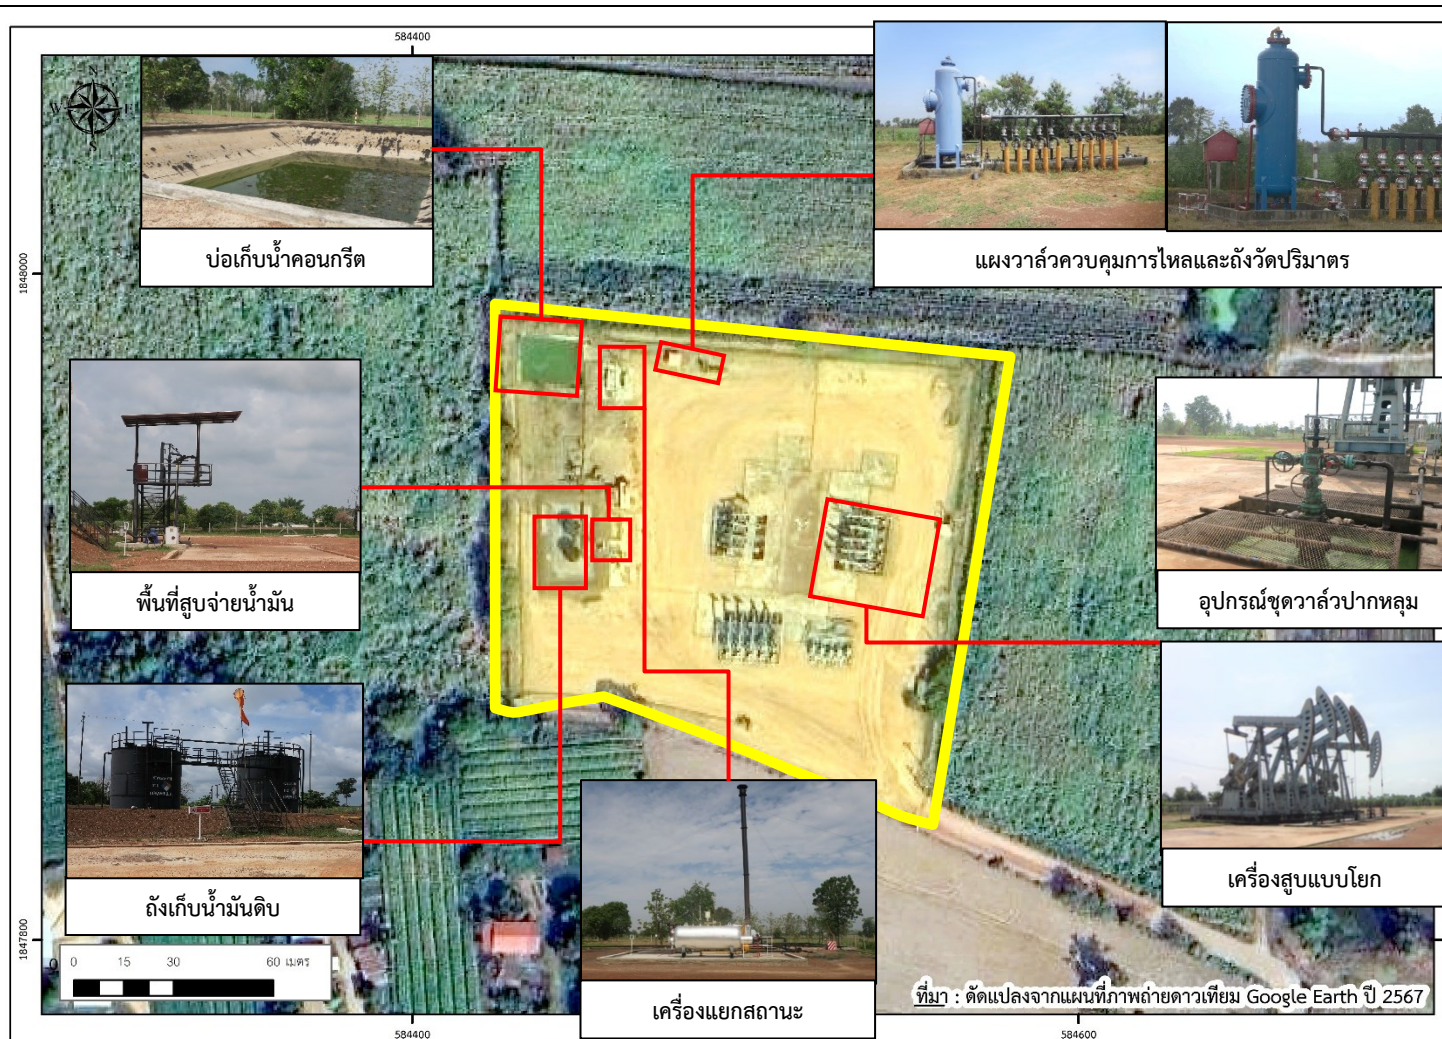 584400
N
W E
S
1848000
บ่อเก็บน้ำคอนกรีต
แผงวาล์วควบคุมการไหลและถังวัดปริมาตร
พื้นที่สูบจ่ายน้ำมัน
อุปกรณ์ชุดวาล์วปากหลุม
ถังเก็บน้ำมันดิบ
เครื่องสูบแบบโยก
1847800
0 15 30 60 เมตร
เครื่องแยกสถานะ
ที่มา : ดัดแปลงจากแผนที่ภาพถ่ายดาวเทียม Google Earth ปี 2567
584400
584600